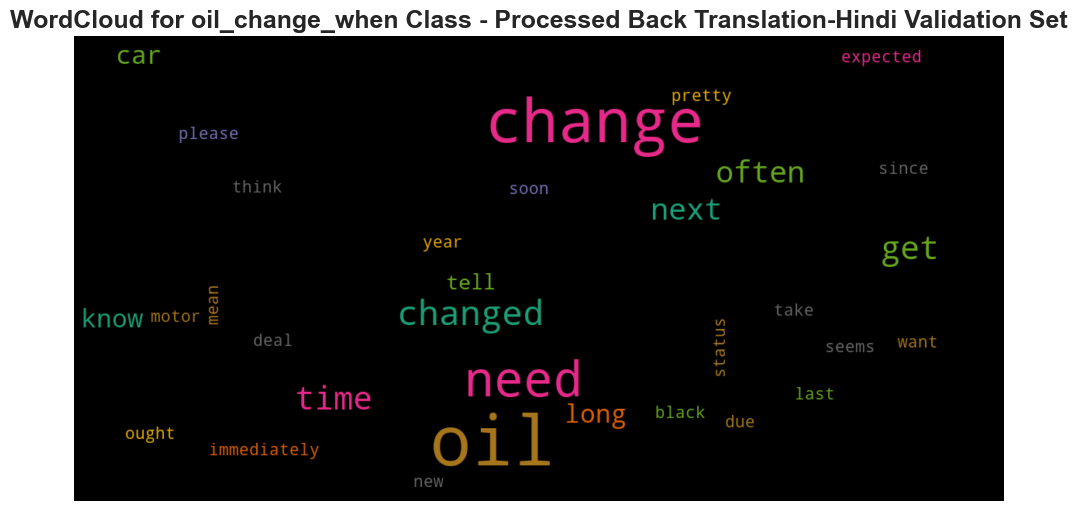 WordCloud for oil_change_when Class - Processed Back Translation-Hindi Validation Set
car
expected
pretty
change
please
often
since
think
soon
next
year
get
tell
mean
changed
know
motor
take
status
deal
seems
want
need
time
last
long
black
due
ought
oil
immediately
new